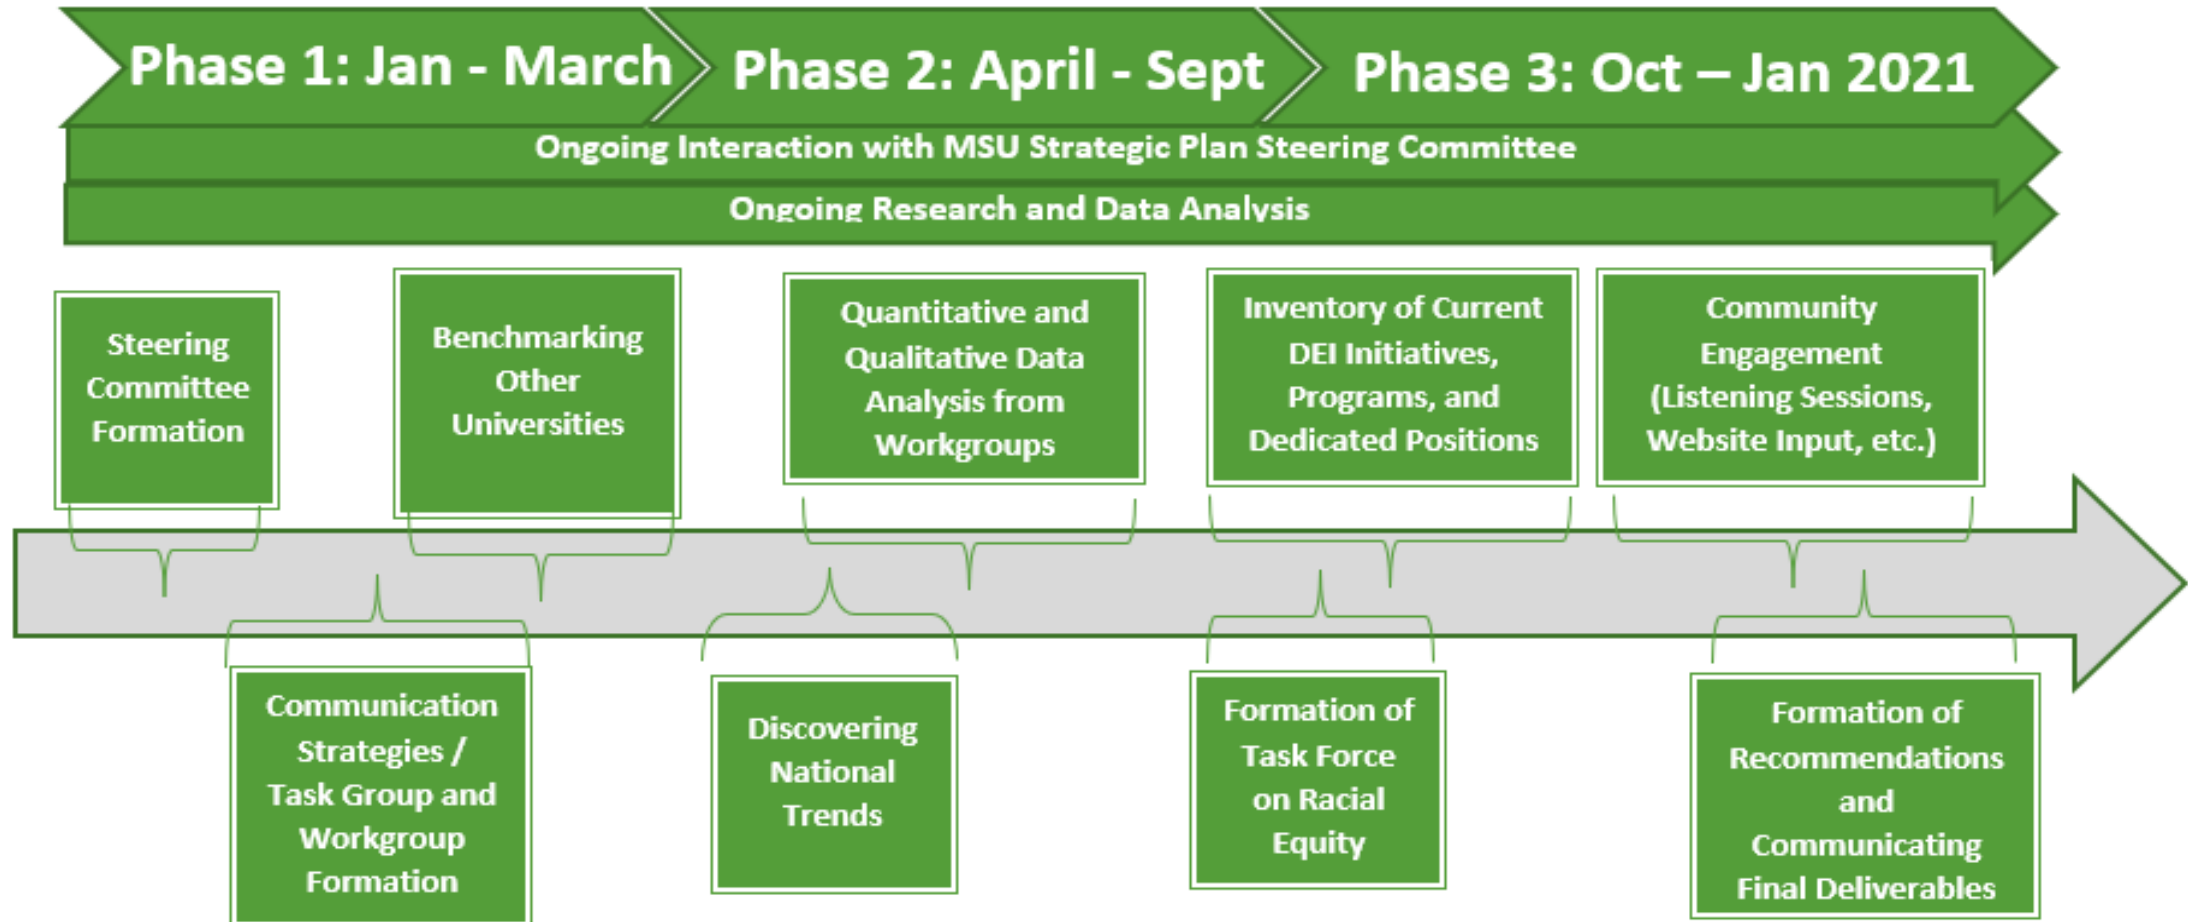 Phase 1: Jan - March
Phase 2: April - Sept
Phase 3: Oct – Jan 2021
Ongoing Interaction with MSU Strategic Plan Steering Committee
Ongoing Research and Data Analysis
Steering
Committee
Formation
Benchmarking
Other
Universities
Quantitative and
Qualitative Data
Analysis from
Workgroups
Inventory of Current
DEI Initiatives,
Programs, and
Dedicated Positions
Community
Engagement
(Listening Sessions,
Website Input, etc.)
Communication
Strategies /
Task Group and
Workgroup
Formation
Discovering
National
Trends
Formation of
Task Force
on Racial
Equity
Formation of
Recommendations
and
Communicating
Final Deliverables